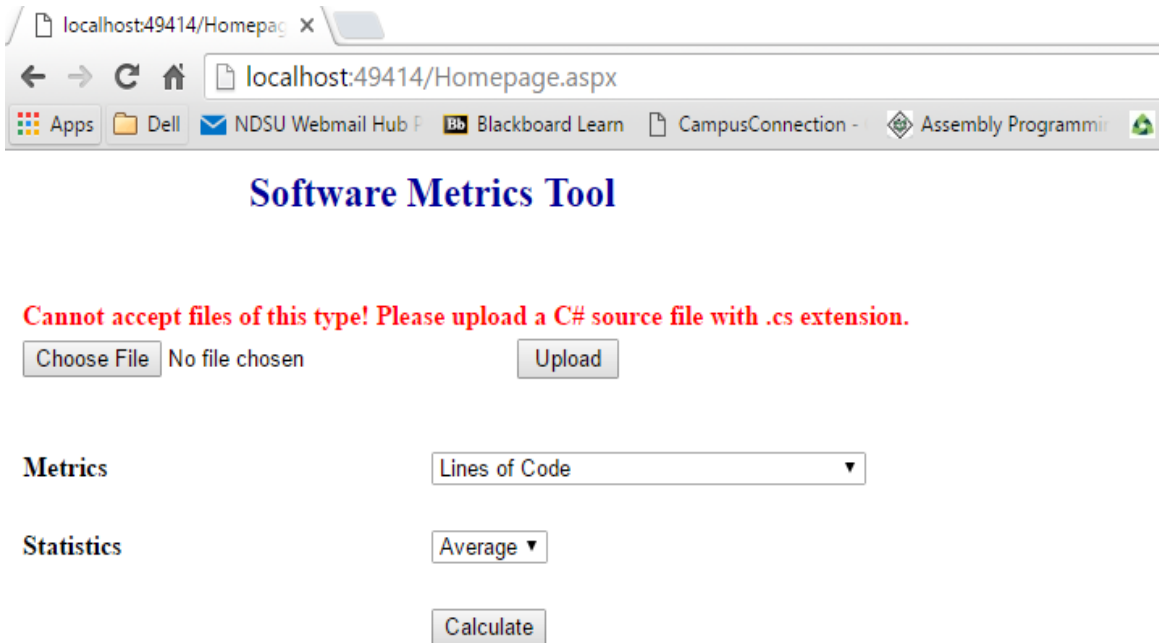 localhost:49414/Homepag
localhost:49414/Homepage.aspx
Apps Dell NDSU Webmail Hub Bb Blackboard Learn CampusConnection - Assembly
Software Metrics Tool
Cannot accept files of this type! Please upload a C# source file with .cs extension.
Choose File No file chosen Upload
Metrics Lines of Code
Statistics Average
Calculate